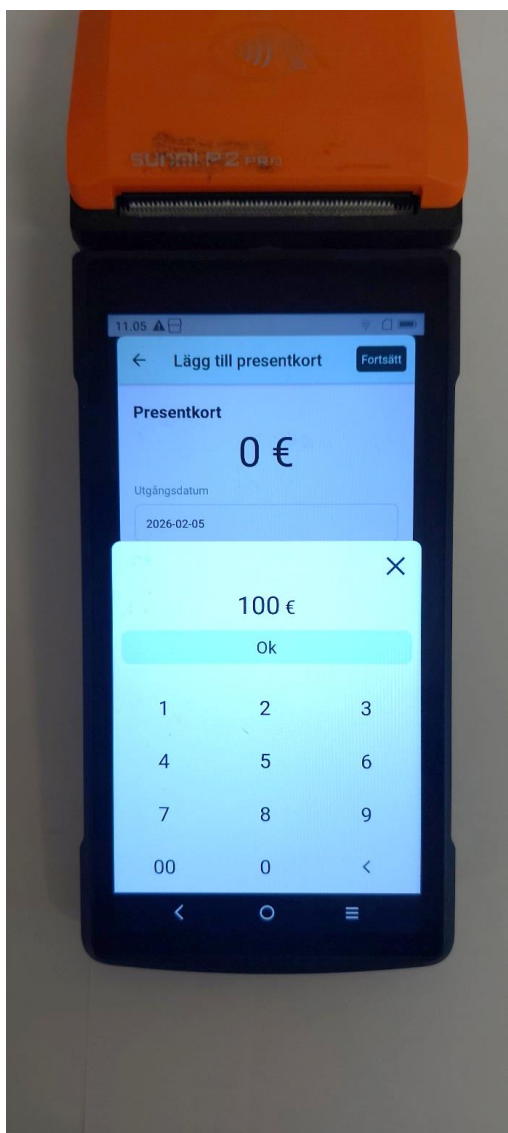 SUNMI P2 PRO
11.05
← Lägg till presentkort Fortsätt
Presentkort
0 €
Utgångsdatum
2026-02-05
100 €
Ok
1 2 3
4 5 6
7 8 9
00 0 <